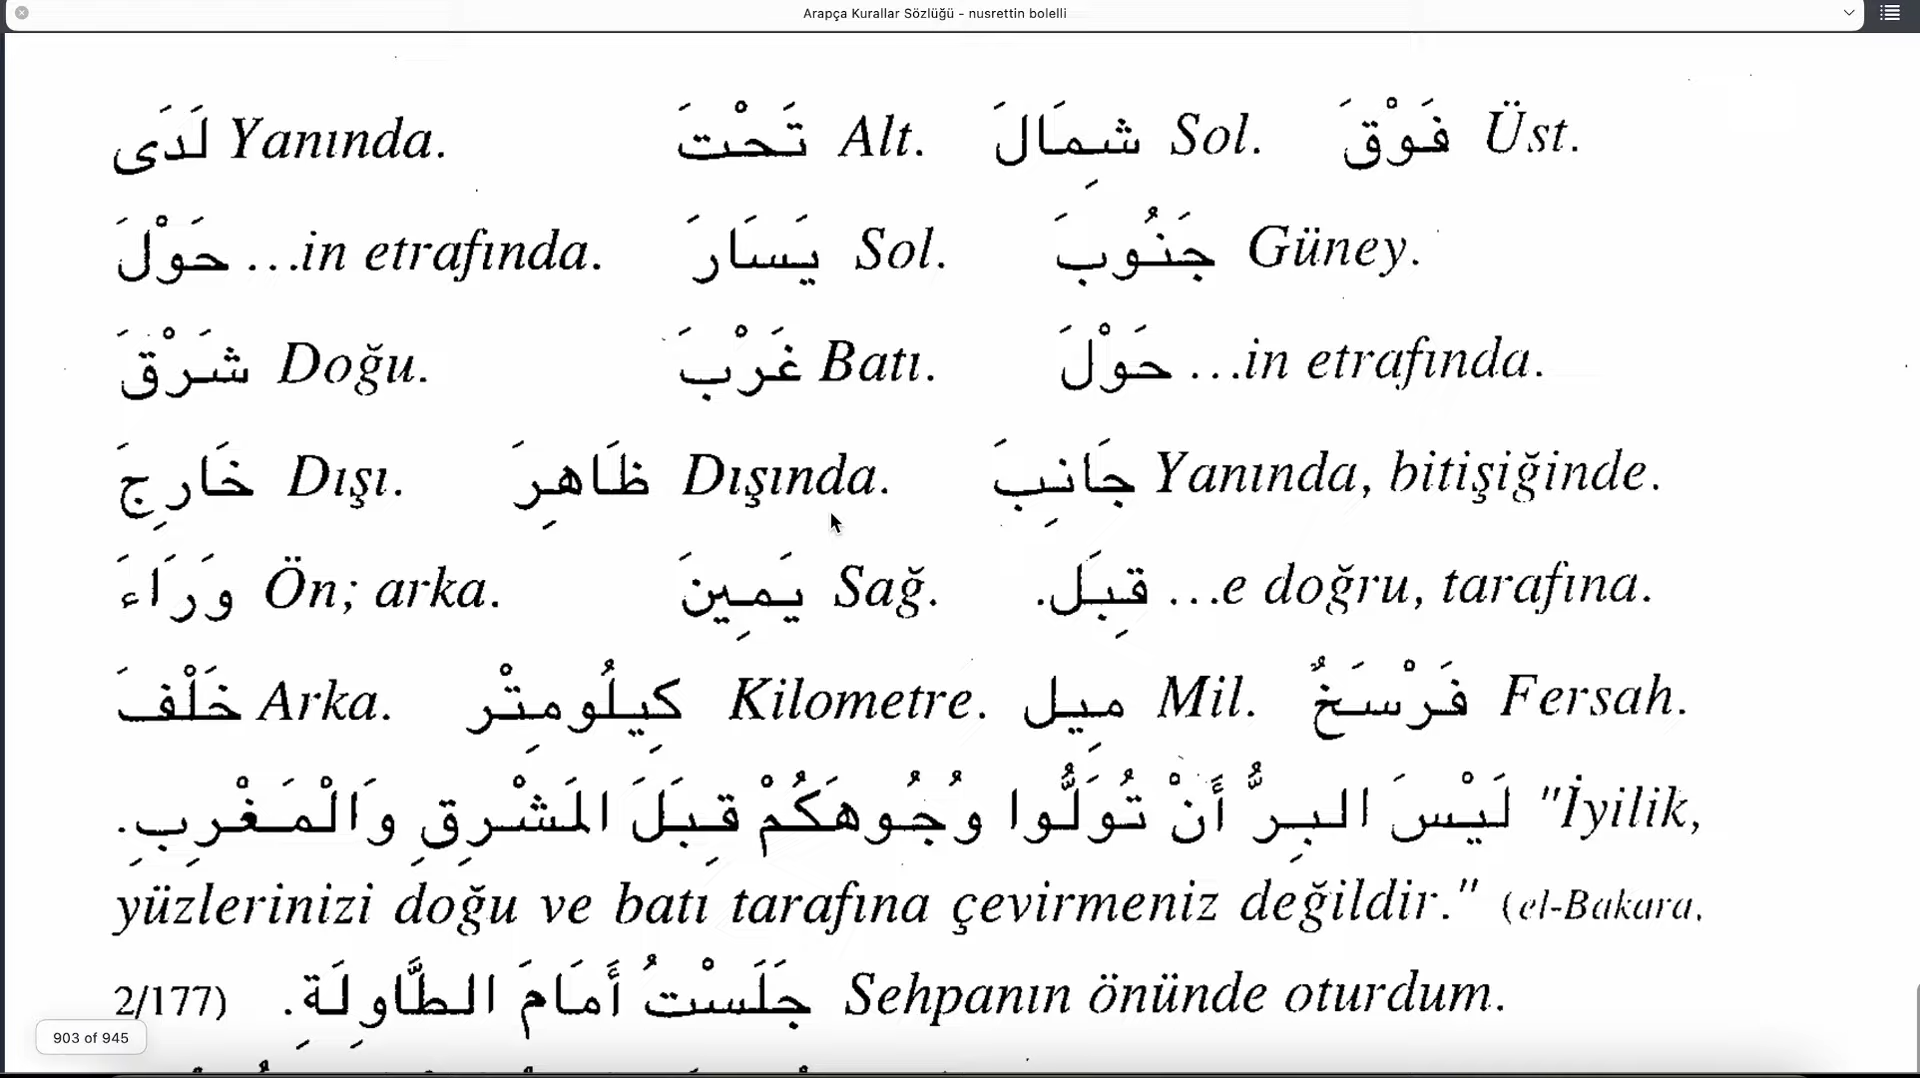 Arapça Kurallar Sözlüğü - nusrettin bolelli
لَدَى Yanında. تَحْتَ Alt. شِمَالَ Sol. فَوْقَ Üst.
حَوْلَ …in etrafında. يَسَارَ Sol. جَنُوبَ Güney.
شَرْقَ Doğu. غَرْبَ Batı. حَوْلَ …in etrafında.
خَارِجَ Dışı. ظَاهِرَ Dışında. جَانِبَ Yanında, bitişiğinde.
وَرَاءَ Ön; arka. يَمِينَ Sağ. قِبَل. …e doğru, tarafına.
خَلْفَ Arka. كِيلُومِتْر Kilometre. مِيل Mil. فَرْسَخٌ Fersah.
لَيْسَ البِرُّ أَنْ تُوَلُّوا وُجُوهَكُمْ قِبَلَ المَشْرِقِ وَالْمَغْرِبِ. "İyilik,
yüzlerinizi doğu ve batı tarafına çevirmeniz değildir." (el-Bakara,
2/177) جَلَسْتُ أَمَامَ الطَّاوِلَةِ. Sehpanın önünde oturdum.
903 of 945